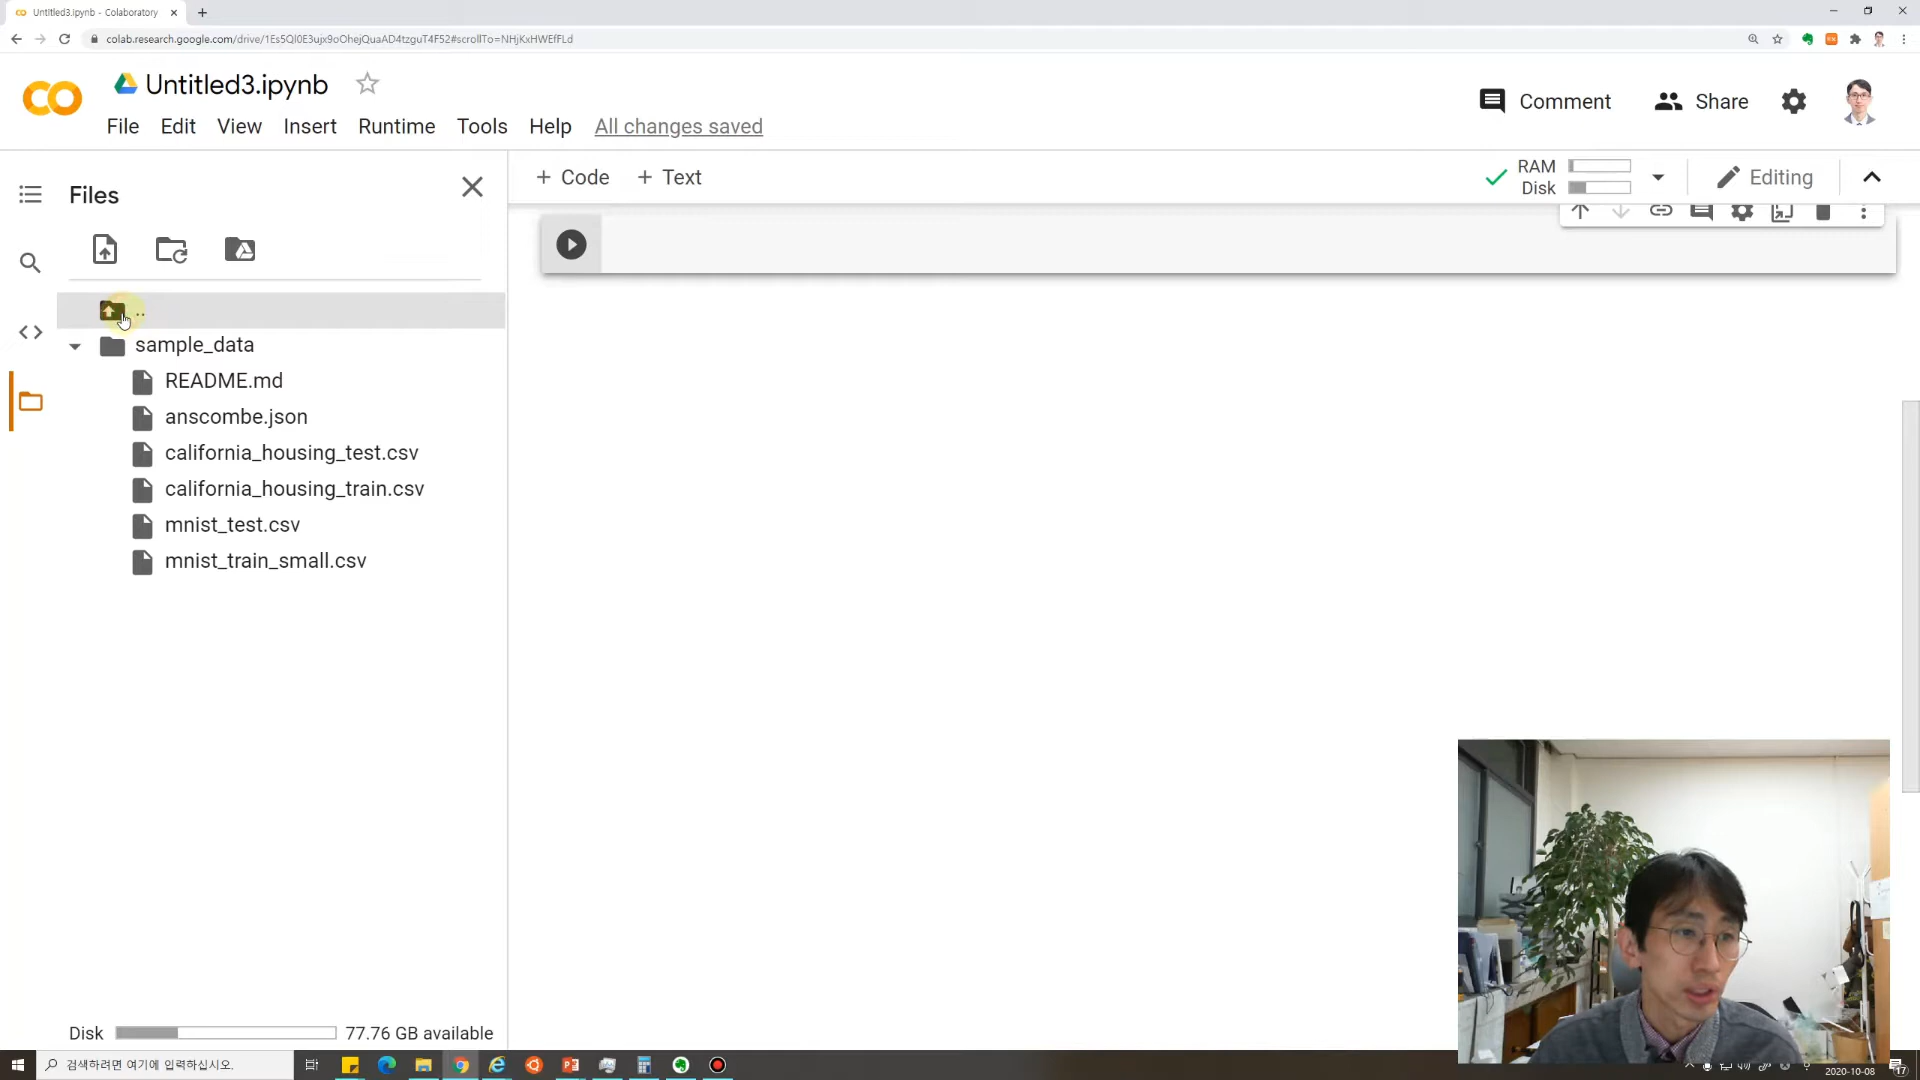 Untitled3.ipynb - Colaboratory
colab.research.google.com/drive/1Es5Ql0E3ujx9oOhejQuaAD4tzguT4F52#scrollTo=NHjKxHWEfFLd
Untitled3.ipynb
Comment
Share
File Edit View Insert Runtime Tools Help All changes saved
Files
+ Code + Text
RAM
Disk
Editing
..
sample_data
README.md
anscombe.json
california_housing_test.csv
california_housing_train.csv
mnist_test.csv
mnist_train_small.csv
Disk 77.76 GB available
검색하려면 여기에 입력하십시오.
2020-10-08
17